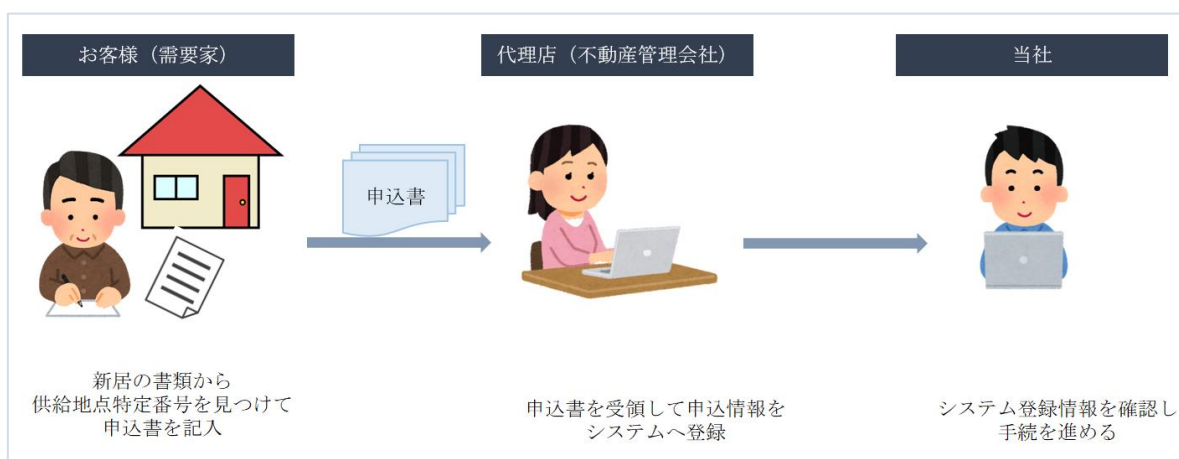 お客様（需要家）
代理店（不動産管理会社）
当社
申込書
新居の書類から
供給地点特定番号を見つけて
申込書を記入
申込書を受領して申込情報を
システムへ登録
システム登録情報を確認し
手続を進める